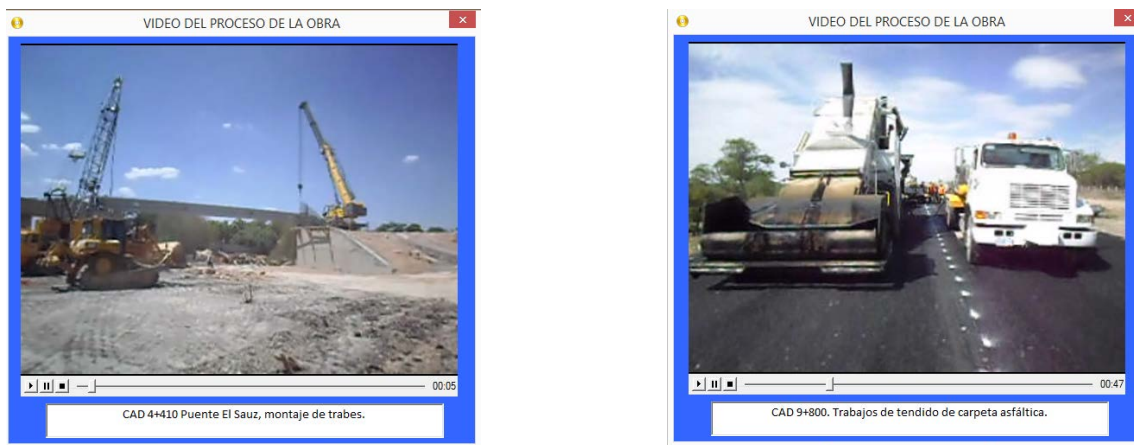 VIDEO DEL PROCESO DE LA OBRA
00:05
CAD 4+410 Puente El Sauz, montaje de trabes.
VIDEO DEL PROCESO DE LA OBRA
00:47
CAD 9+800. Trabajos de tendido de carpeta asfáltica.